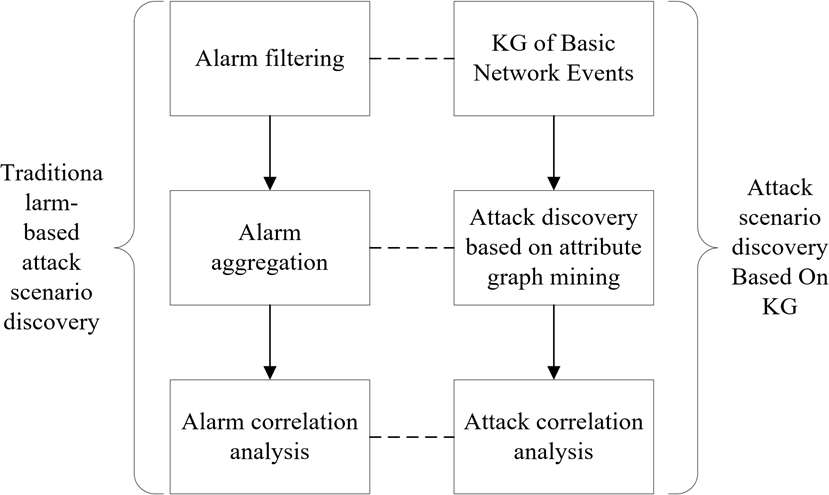 Alarm filtering
KG of Basic
Network Events
Traditiona
larm-
based
attack
scenario
discovery
Alarm
aggregation
Attack discovery
based on attribute
graph mining
Attack
scenario
discovery
Based On
KG
Alarm correlation
analysis
Attack correlation
analysis